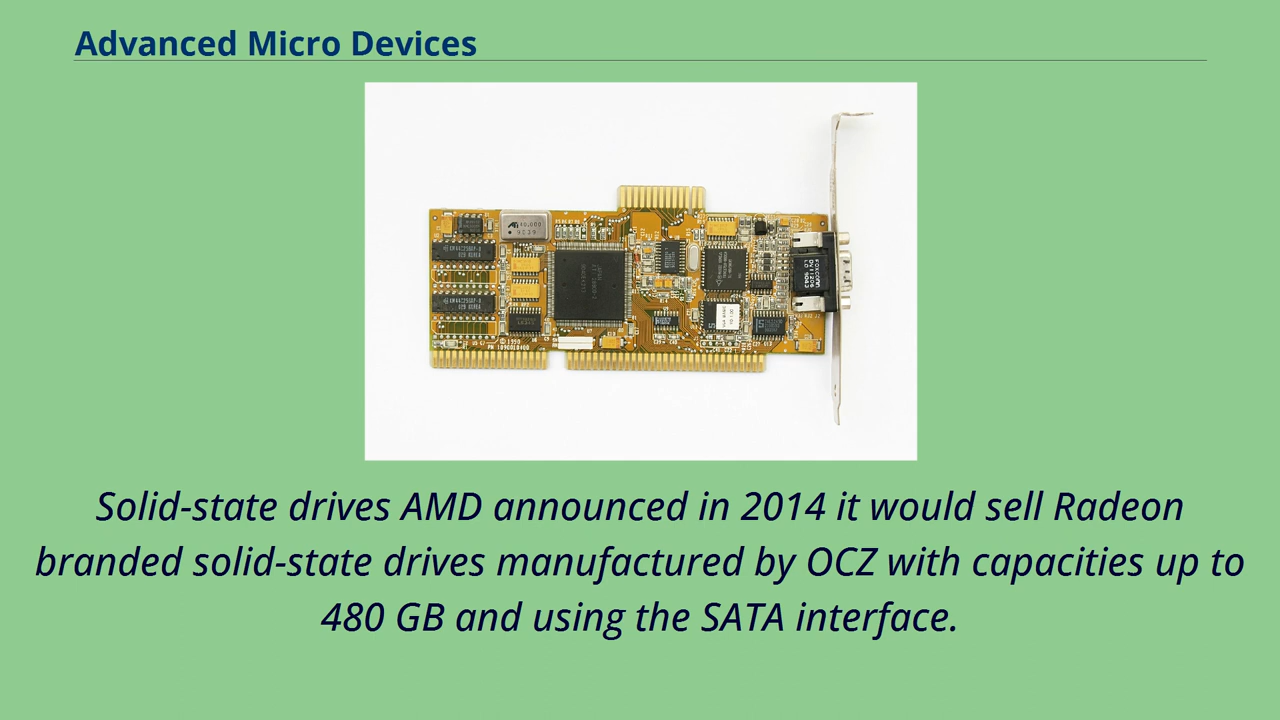 Advanced Micro Devices
Solid-state drives AMD announced in 2014 it would sell Radeon
branded solid-state drives manufactured by OCZ with capacities up to
480 GB and using the SATA interface.